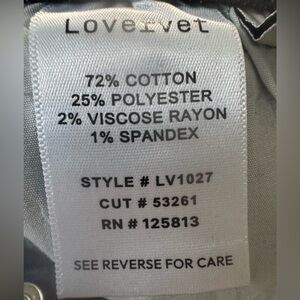 Lovervet
72% COTTON
25% POLYESTER
2% VISCOSE RAYON
1% SPANDEX
STYLE # LV1027
CUT # 53261
RN # 125813
SEE REVERSE FOR CARE